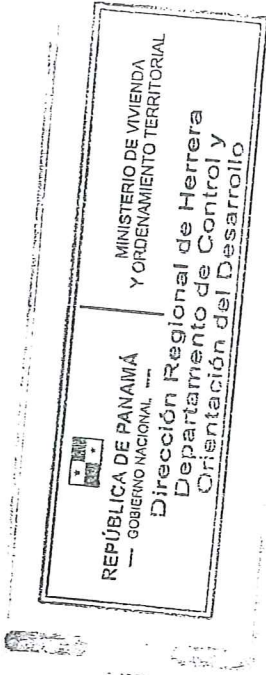 REPÚBLICA DE PANAMÁ
— GOBIERNO NACIONAL —
MINISTERIO DE VIVIENDA
Y ORDENAMIENTO TERRITORIAL
Dirección Regional de Herrera
Departamento de Control y
Orientación del Desarrollo